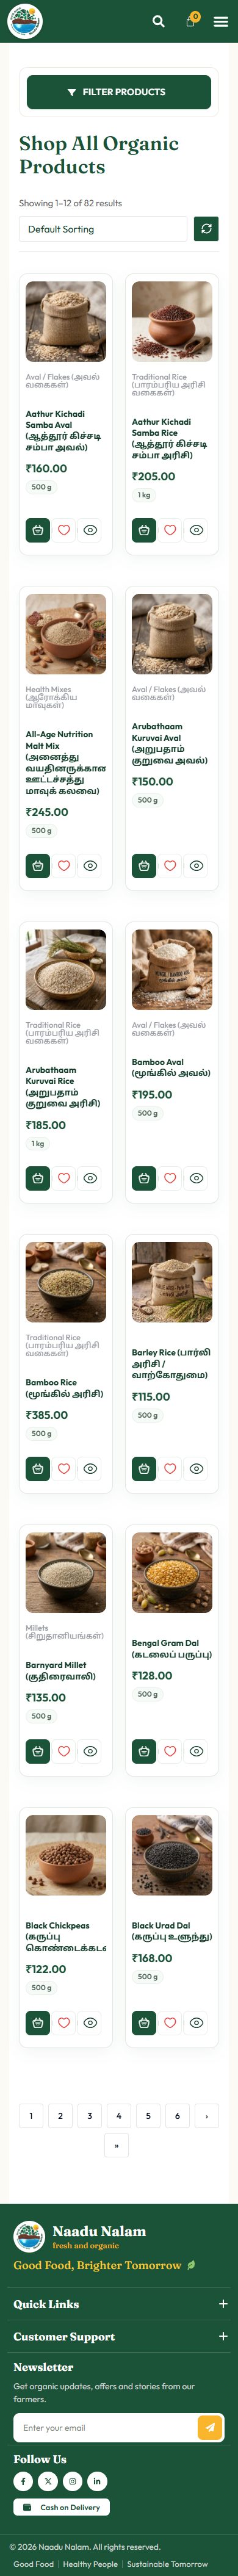 0
FILTER PRODUCTS
Shop All Organic
Products
Showing 1–12 of 82 results
Default Sorting
Aval / Flakes (அவல்
வகைகள்)
Aathur Kichadi
Samba Aval
(ஆத்தூர் கிச்சடி
சம்பா அவல்)
₹160.00
500 g
Traditional Rice
(பாரம்பரிய அரிசி
வகைகள்)
Aathur Kichadi
Samba Rice
(ஆத்தூர் கிச்சடி
சம்பா அரிசி)
₹205.00
1 kg
Health Mixes
(ஆரோக்கிய
மாவுகள்)
All-Age Nutrition
Malt Mix
(அனைத்து
வயதினருக்கான
ஊட்டச்சத்து
மாவுக் கலவை)
₹245.00
500 g
Aval / Flakes (அவல்
வகைகள்)
Arubathaam
Kuruvai Aval
(அறுபதாம்
குறுவை அவல்)
₹150.00
500 g
Traditional Rice
(பாரம்பரிய அரிசி
வகைகள்)
Arubathaam
Kuruvai Rice
(அறுபதாம்
குறுவை அரிசி)
₹185.00
1 kg
Aval / Flakes (அவல்
வகைகள்)
Bamboo Aval
(மூங்கில் அவல்)
₹195.00
500 g
Traditional Rice
(பாரம்பரிய அரிசி
வகைகள்)
Bamboo Rice
(மூங்கில் அரிசி)
₹385.00
500 g
Barley Rice (பார்லி
அரிசி /
வாற்கோதுமை)
₹115.00
500 g
Millets
(சிறுதானியங்கள்)
Barnyard Millet
(குதிரைவாலி)
₹135.00
500 g
Bengal Gram Dal
(கடலைப் பருப்பு)
₹128.00
500 g
Black Chickpeas
(கருப்பு
கொண்டைக்கட
₹122.00
500 g
Black Urad Dal
(கருப்பு உளுந்து)
₹168.00
500 g
1 2 3 4 5 6 ›
»
Naadu Nalam
fresh and organic
Good Food, Brighter Tomorrow
Quick Links +
Customer Support +
Newsletter
Get organic updates, offers and stories from our
farmers.
Enter your email
Follow Us
Cash on Delivery
© 2026 Naadu Nalam. All rights reserved.
Good Food | Healthy People | Sustainable Tomorrow